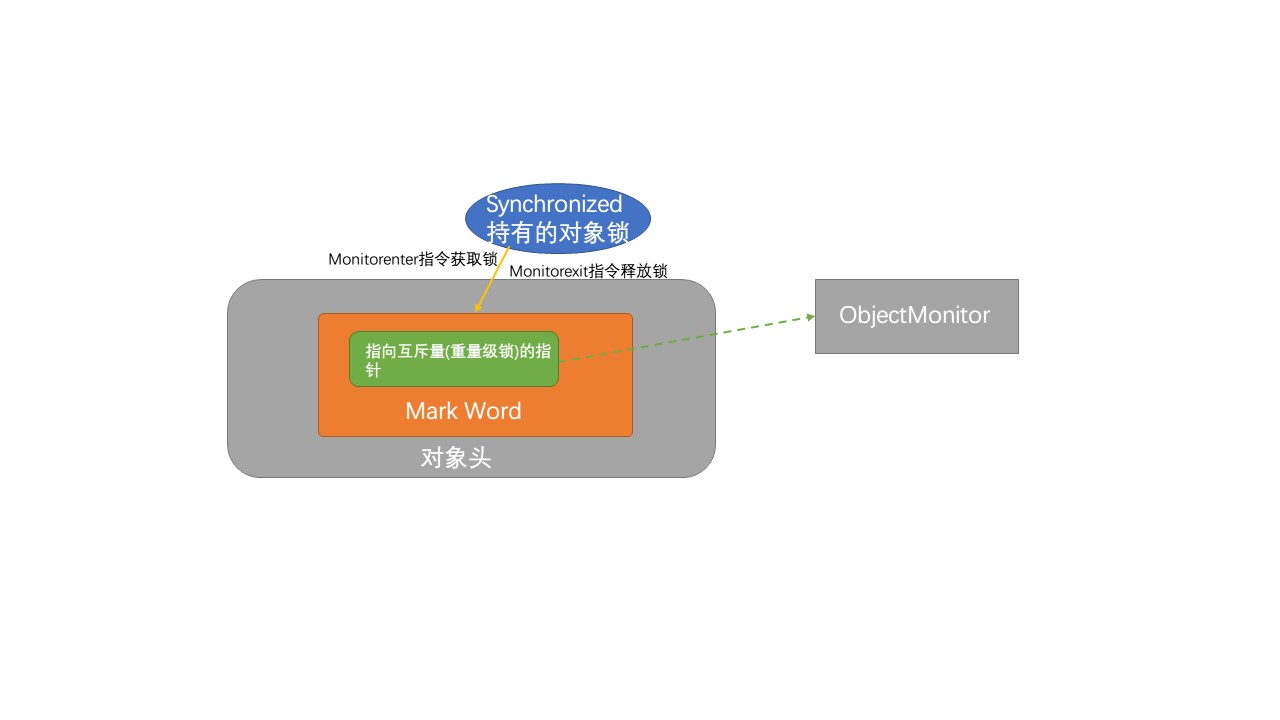 Synchronized
持有的对象锁
Monitorenter指令获取锁
Monitorexit指令释放锁
ObjectMonitor
指向互斥量(重量级锁)的指
针
Mark Word
对象头